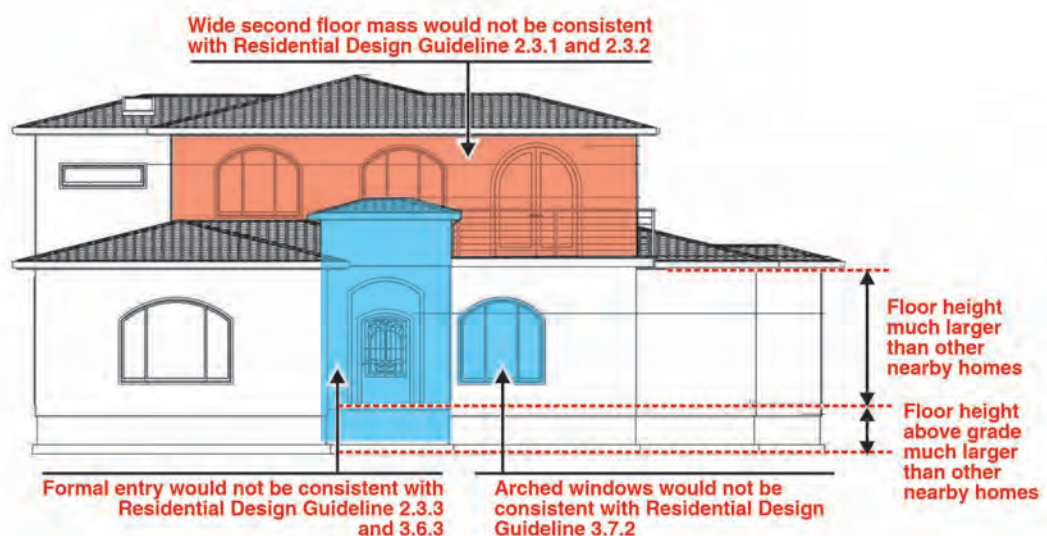 Wide second floor mass would not be consistent
with Residential Design Guideline 2.3.1 and 2.3.2
Floor height
much larger
than other
nearby homes
Floor height
above grade
much larger
than other
nearby homes
Formal entry would not be consistent with
Residential Design Guideline 2.3.3
and 3.6.3
Arched windows would not be
consistent with Residential Design
Guideline 3.7.2